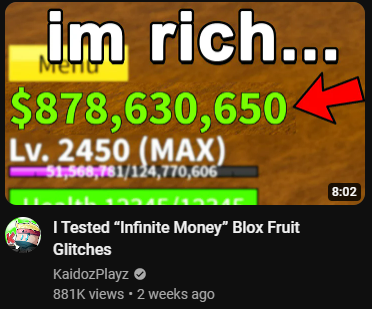 im rich...
Menu
$878,630,650
Lv. 2450 (MAX)
51,568,781/124,770,606
Health 12345/12345
8:02
I Tested “Infinite Money” Blox Fruit
Glitches
KaidozPlayz
881K views • 2 weeks ago